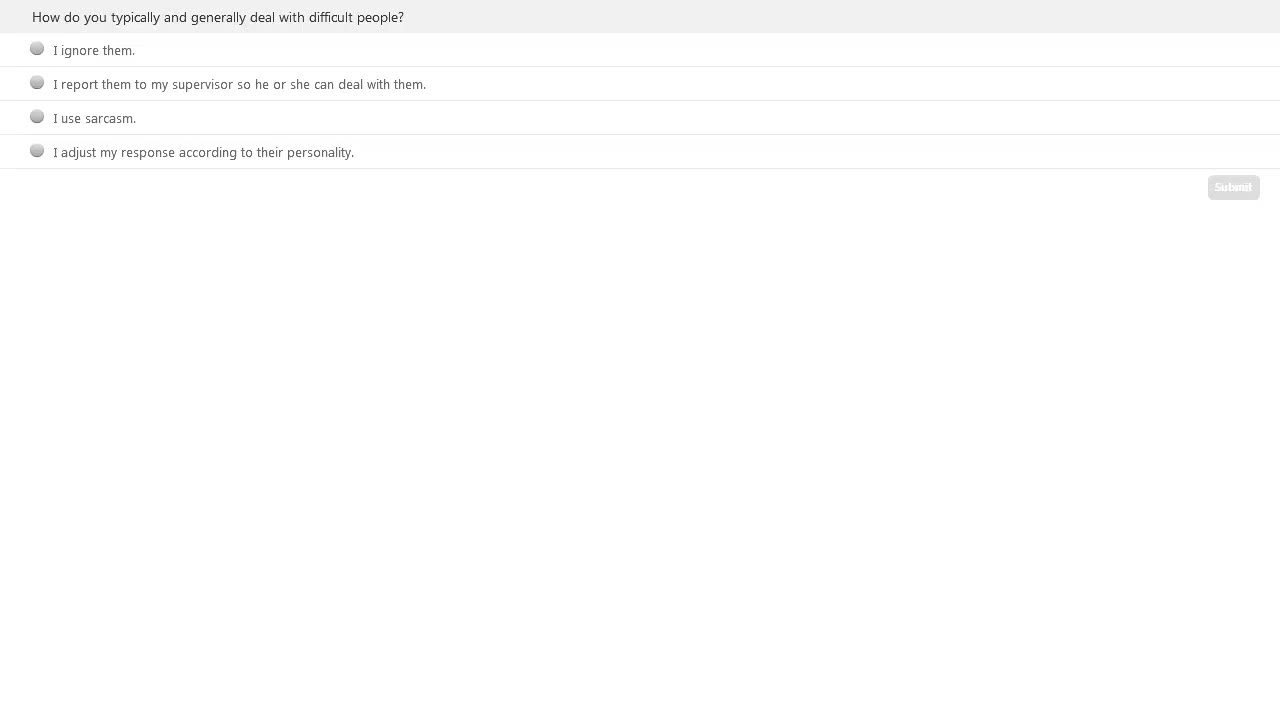 How do you typically and generally deal with difficult people?
I ignore them.
I report them to my supervisor so he or she can deal with them.
I use sarcasm.
I adjust my response according to their personality.
Submit